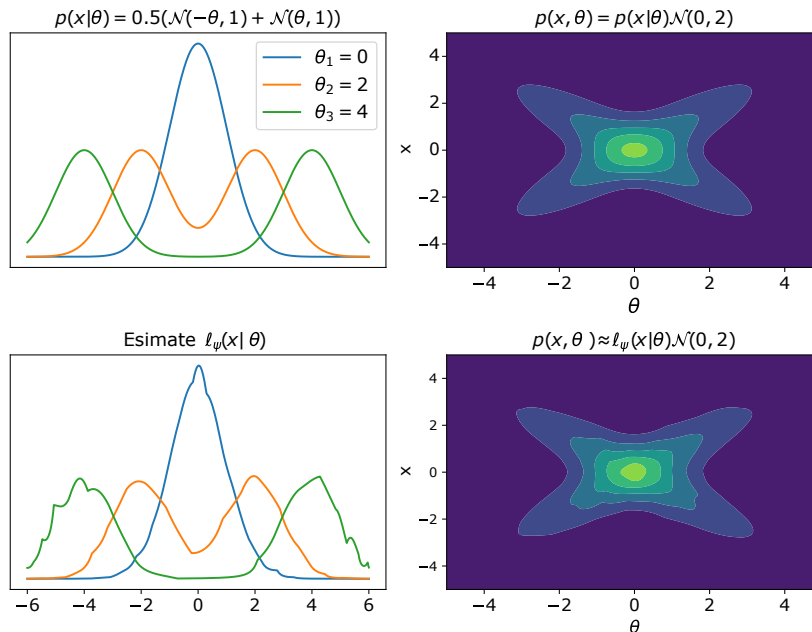 p(x|θ) = 0.5(𝒩(−θ, 1) + 𝒩(θ, 1))
θ₁ = 0
θ₂ = 2
θ₃ = 4
p(x, θ) = p(x|θ)𝒩(0, 2)
4
2
0
−2
−4
x
−4 −2 0 2 4
θ
Esimate ℓ_ψ(x| θ)
−6 −4 −2 0 2 4 6
p(x, θ ) ≈ ℓ_ψ(x|θ)𝒩(0, 2)
4
2
0
−2
−4
x
−4 −2 0 2 4
θ